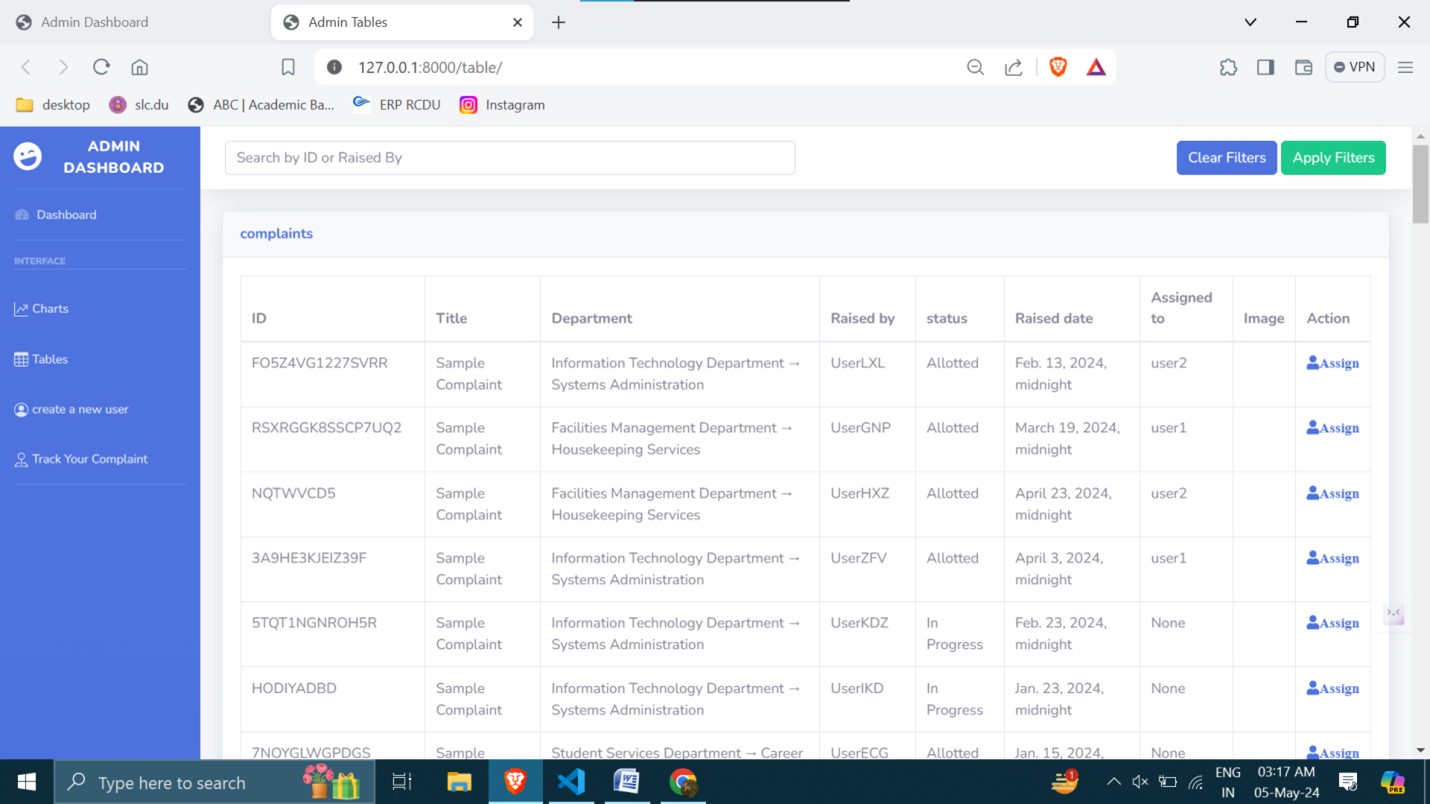 Admin Dashboard
Admin Tables
127.0.0.1:8000/table/
VPN
desktop slc.du ABC | Academic Ba... ERP RCDU Instagram
ADMIN
DASHBOARD
Dashboard
INTERFACE
Charts
Tables
create a new user
Track Your Complaint
Search by ID or Raised By
Clear Filters Apply Filters
complaints
ID Title Department Raised by status Raised date Assigned to Image Action
FO5Z4VG1227SVRR Sample Complaint Information Technology Department → Systems Administration UserLXL Allotted Feb. 13, 2024, midnight user2 Assign
RSXRGGK8SSCP7UQ2 Sample Complaint Facilities Management Department → Housekeeping Services UserGNP Allotted March 19, 2024, midnight user1 Assign
NQTWVCD5 Sample Complaint Facilities Management Department → Housekeeping Services UserHXZ Allotted April 23, 2024, midnight user2 Assign
3A9HE3KJEIZ39F Sample Complaint Information Technology Department → Systems Administration UserZFV Allotted April 3, 2024, midnight user1 Assign
5TQT1NGNROH5R Sample Complaint Information Technology Department → Systems Administration UserKDZ In Progress Feb. 23, 2024, midnight None Assign
HODIYADBD Sample Complaint Information Technology Department → Systems Administration UserIKD In Progress Jan. 23, 2024, midnight None Assign
7NOYGLWGPDGS Sample Student Services Department → Career UserECG Allotted Jan. 15, 2024, None Assign
Type here to search
1
ENG
IN
03:17 AM
05-May-24
PRE